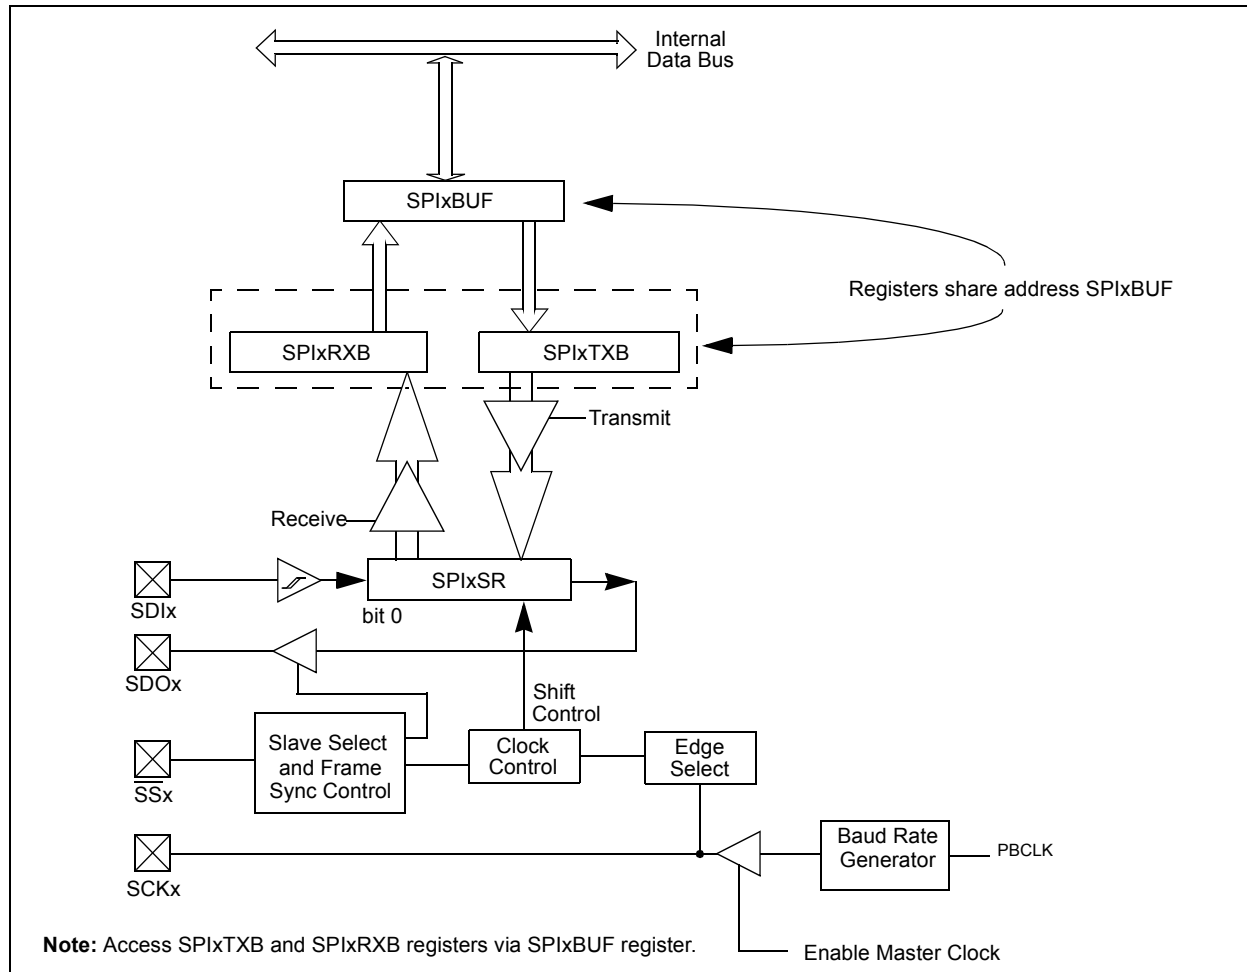 Internal
Data Bus
SPIxBUF
Registers share address SPIxBUF
SPIxRXB
SPIxTXB
Transmit
Receive
SPIxSR
SDIx
bit 0
SDOx
Shift
Control
Slave Select
and Frame
Sync Control
Clock
Control
Edge
Select
SSx
Baud Rate
Generator
PBCLK
SCKx
Note: Access SPIxTXB and SPIxRXB registers via SPIxBUF register.
Enable Master Clock